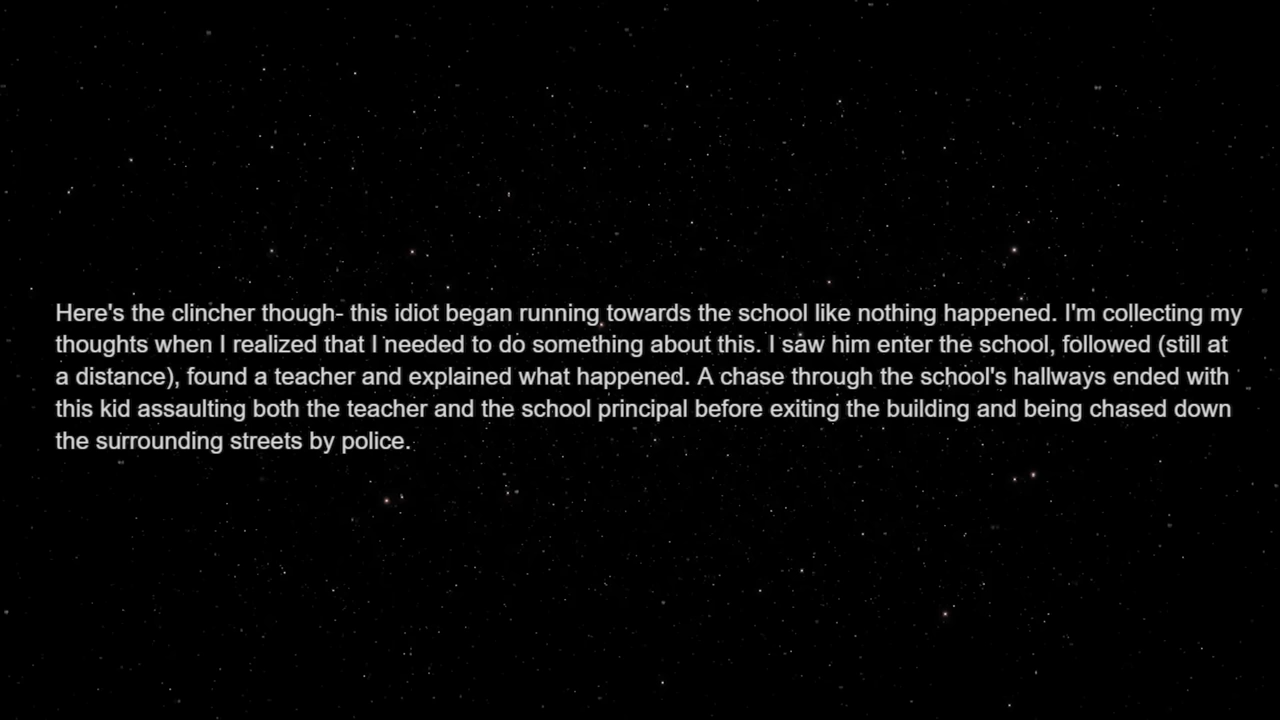 Here's the clincher though- this idiot began running towards the school like nothing happened. I'm collecting my
thoughts when I realized that I needed to do something about this. I saw him enter the school, followed (still at
a distance), found a teacher and explained what happened. A chase through the school's hallways ended with
this kid assaulting both the teacher and the school principal before exiting the building and being chased down
the surrounding streets by police.